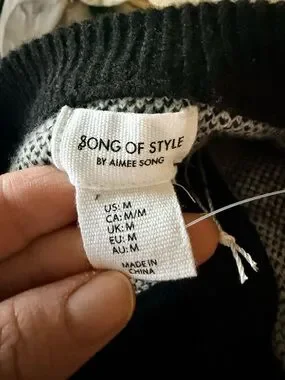 SONG OF STYLE
BY AIMEE SONG
US: M
CA: M/M
UK: M
EU: M
AU: M
MADE IN
CHINA